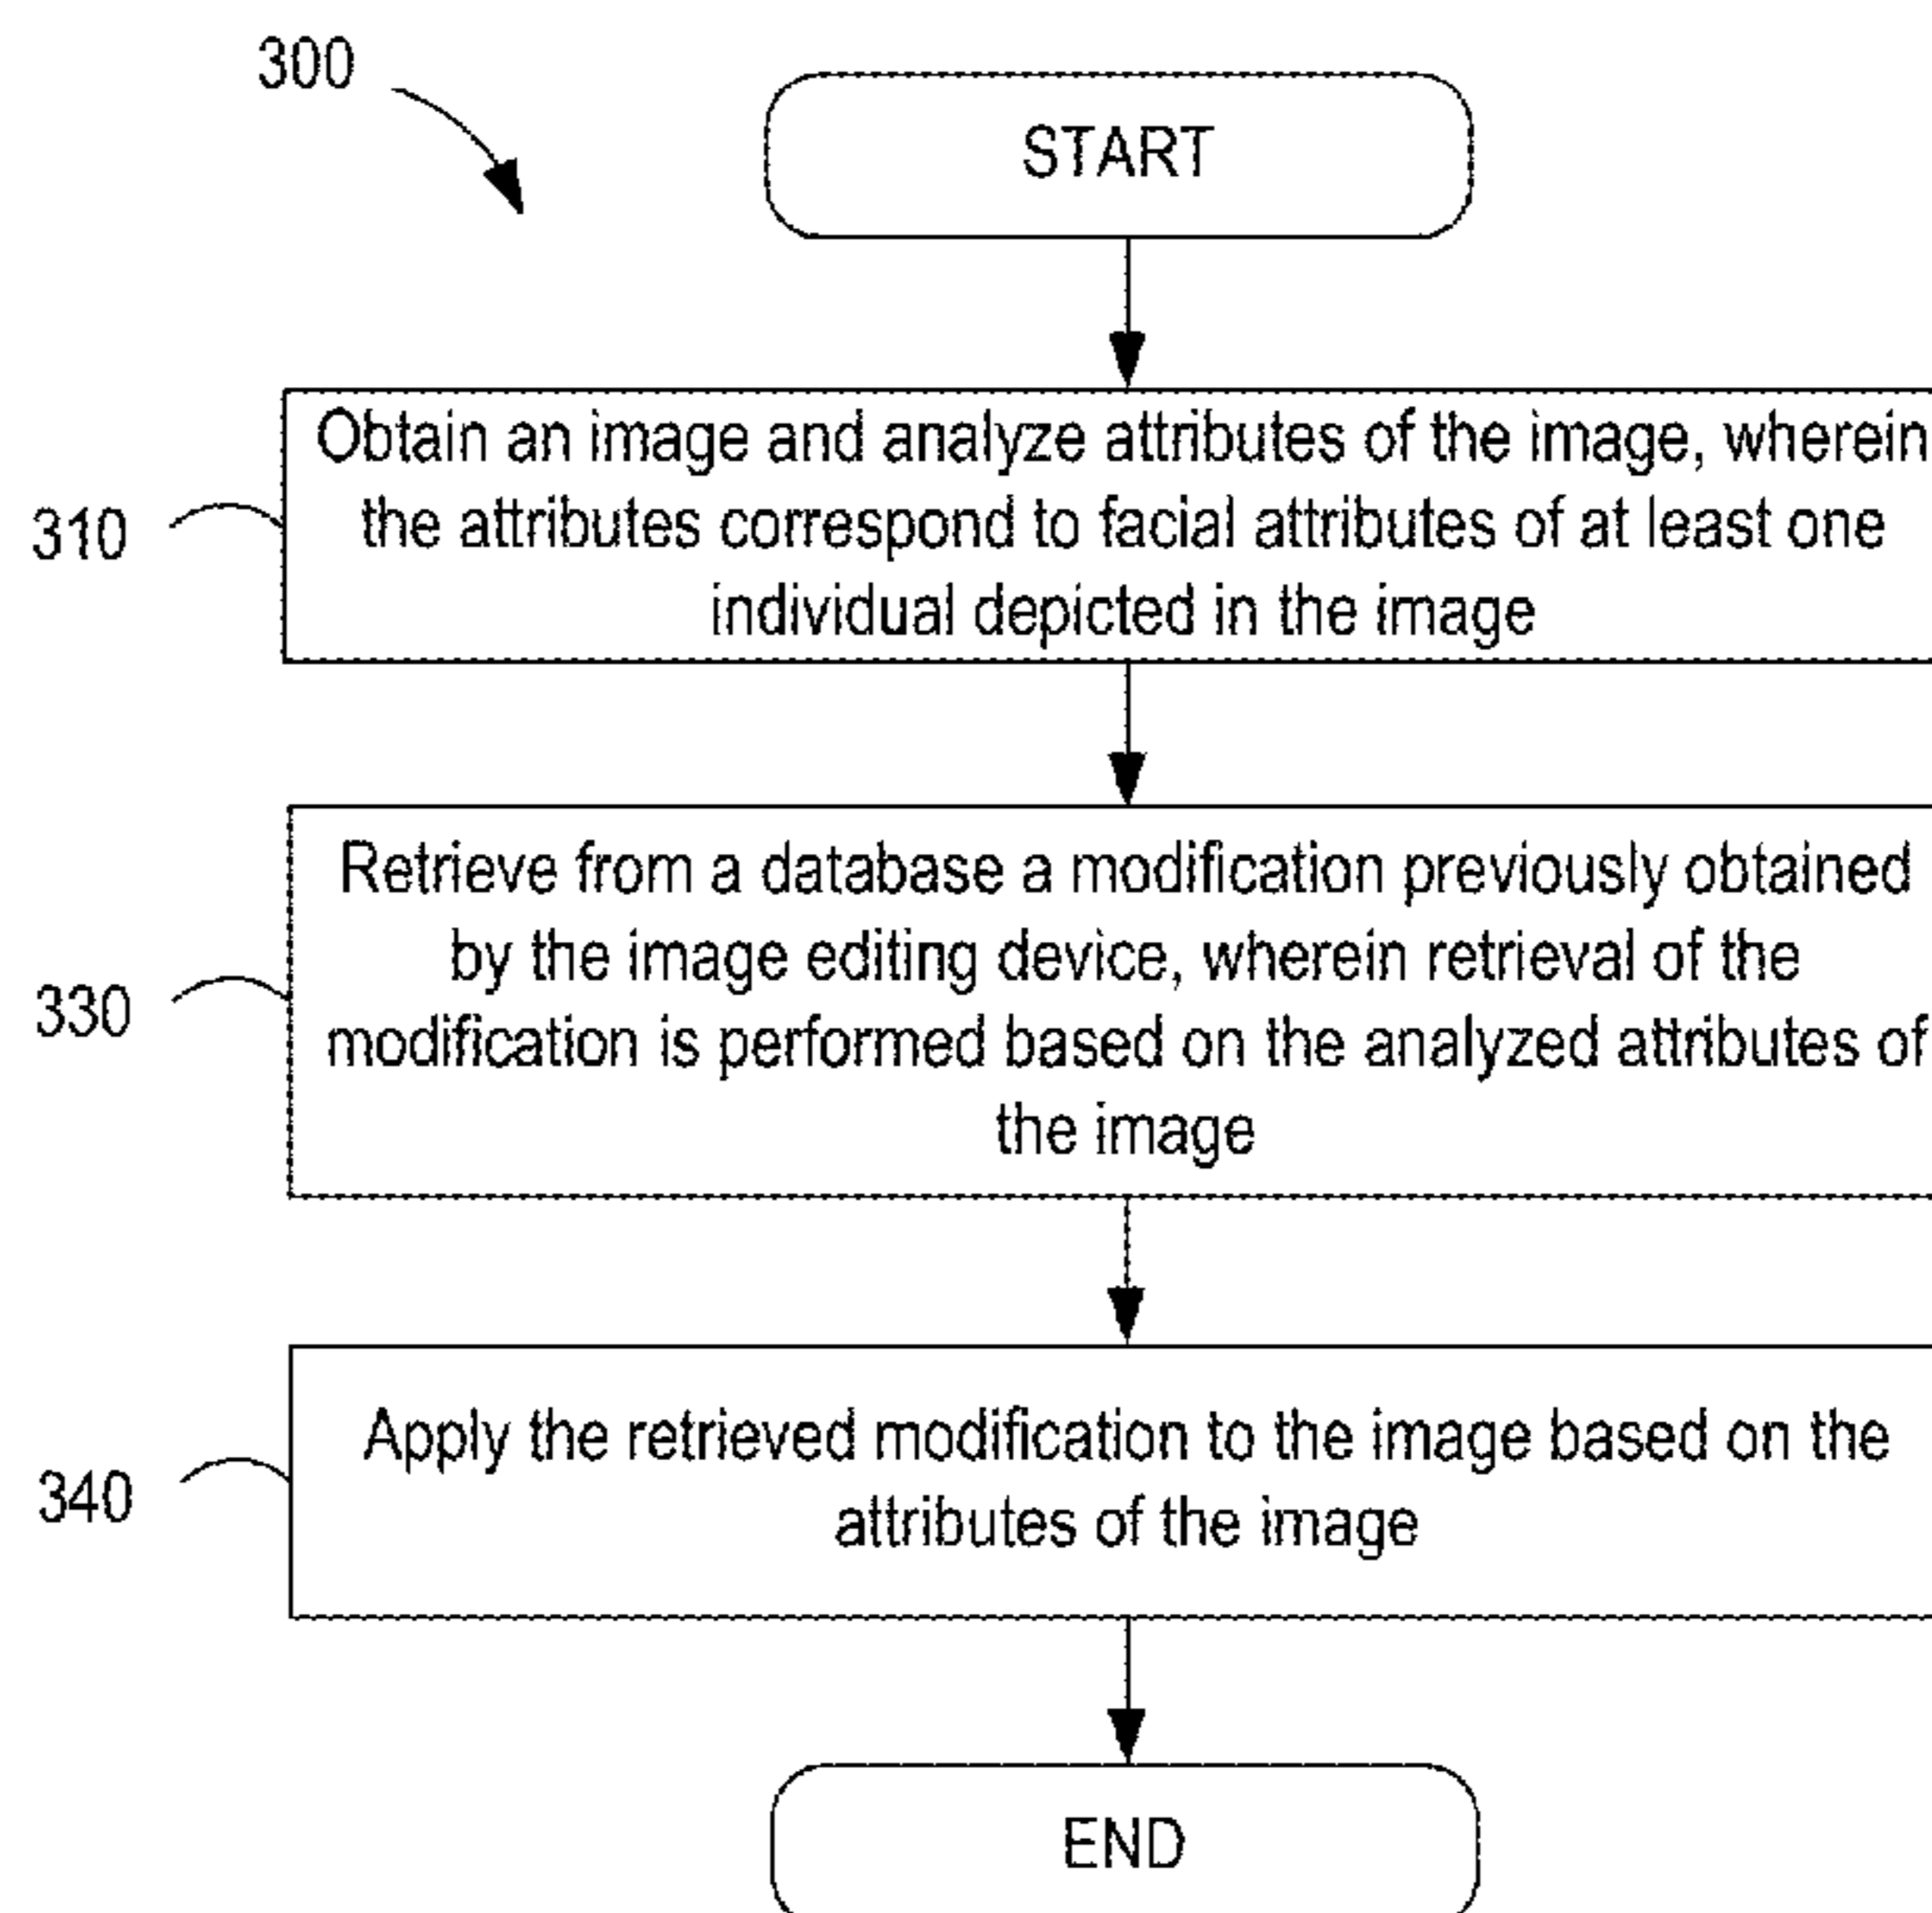 300
START
310
Obtain an image and analyze attributes of the image, wherein
the attributes correspond to facial attributes of at least one
individual depicted in the image
330
Retrieve from a database a modification previously obtained
by the image editing device, wherein retrieval of the
modification is performed based on the analyzed attributes of
the image
340
Apply the retrieved modification to the image based on the
attributes of the image
END